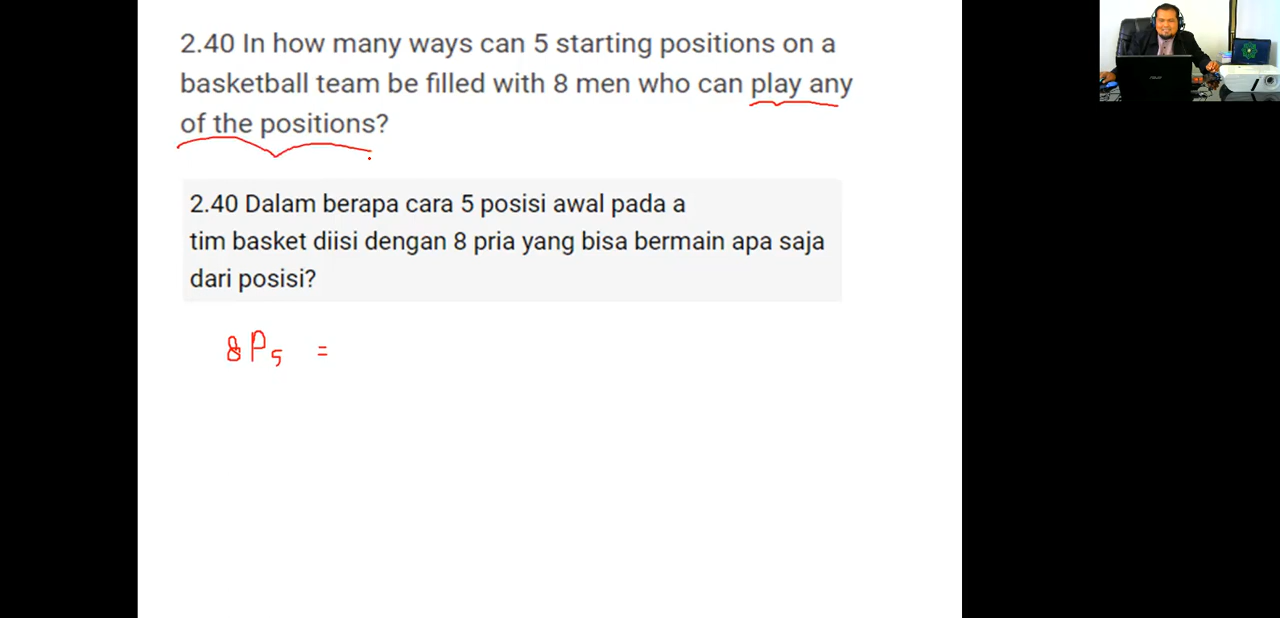 2.40 In how many ways can 5 starting positions on a
basketball team be filled with 8 men who can play any
of the positions?
2.40 Dalam berapa cara 5 posisi awal pada a
tim basket diisi dengan 8 pria yang bisa bermain apa saja
dari posisi?
8P5 =